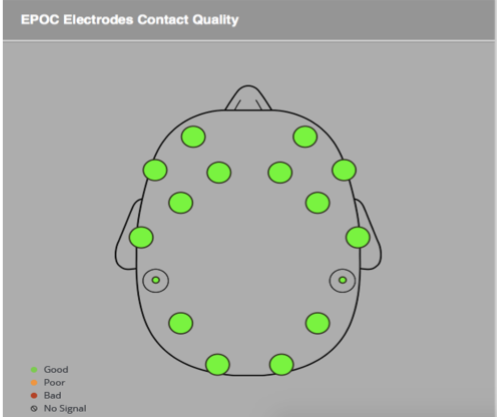 EPOC Electrodes Contact Quality
Good
Poor
Bad
No Signal